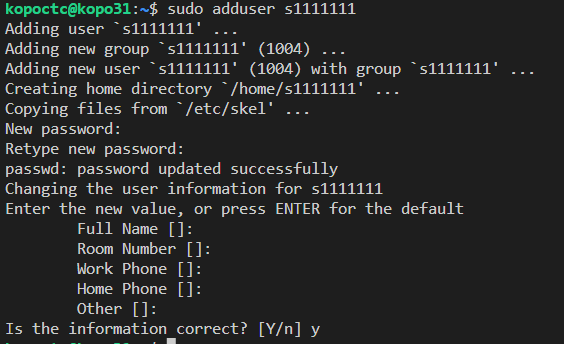 kopoctc@kopo31:~$ sudo adduser s1111111
Adding user `s1111111' ...
Adding new group `s1111111' (1004) ...
Adding new user `s1111111' (1004) with group `s1111111' ...
Creating home directory `/home/s1111111' ...
Copying files from `/etc/skel' ...
New password:
Retype new password:
passwd: password updated successfully
Changing the user information for s1111111
Enter the new value, or press ENTER for the default
Full Name []:
Room Number []:
Work Phone []:
Home Phone []:
Other []:
Is the information correct? [Y/n] y